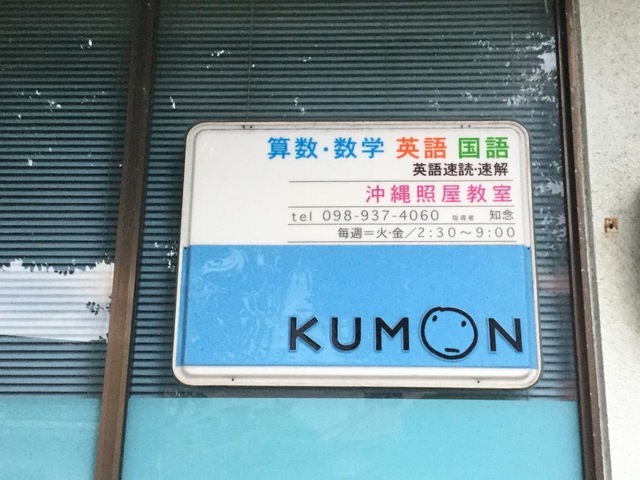 算数・数学 英語 国語
英語速読・速解
沖縄照屋教室
tel 098-937-4060 指導者 知念
毎週=火・金／2:30～9:00
KUMON